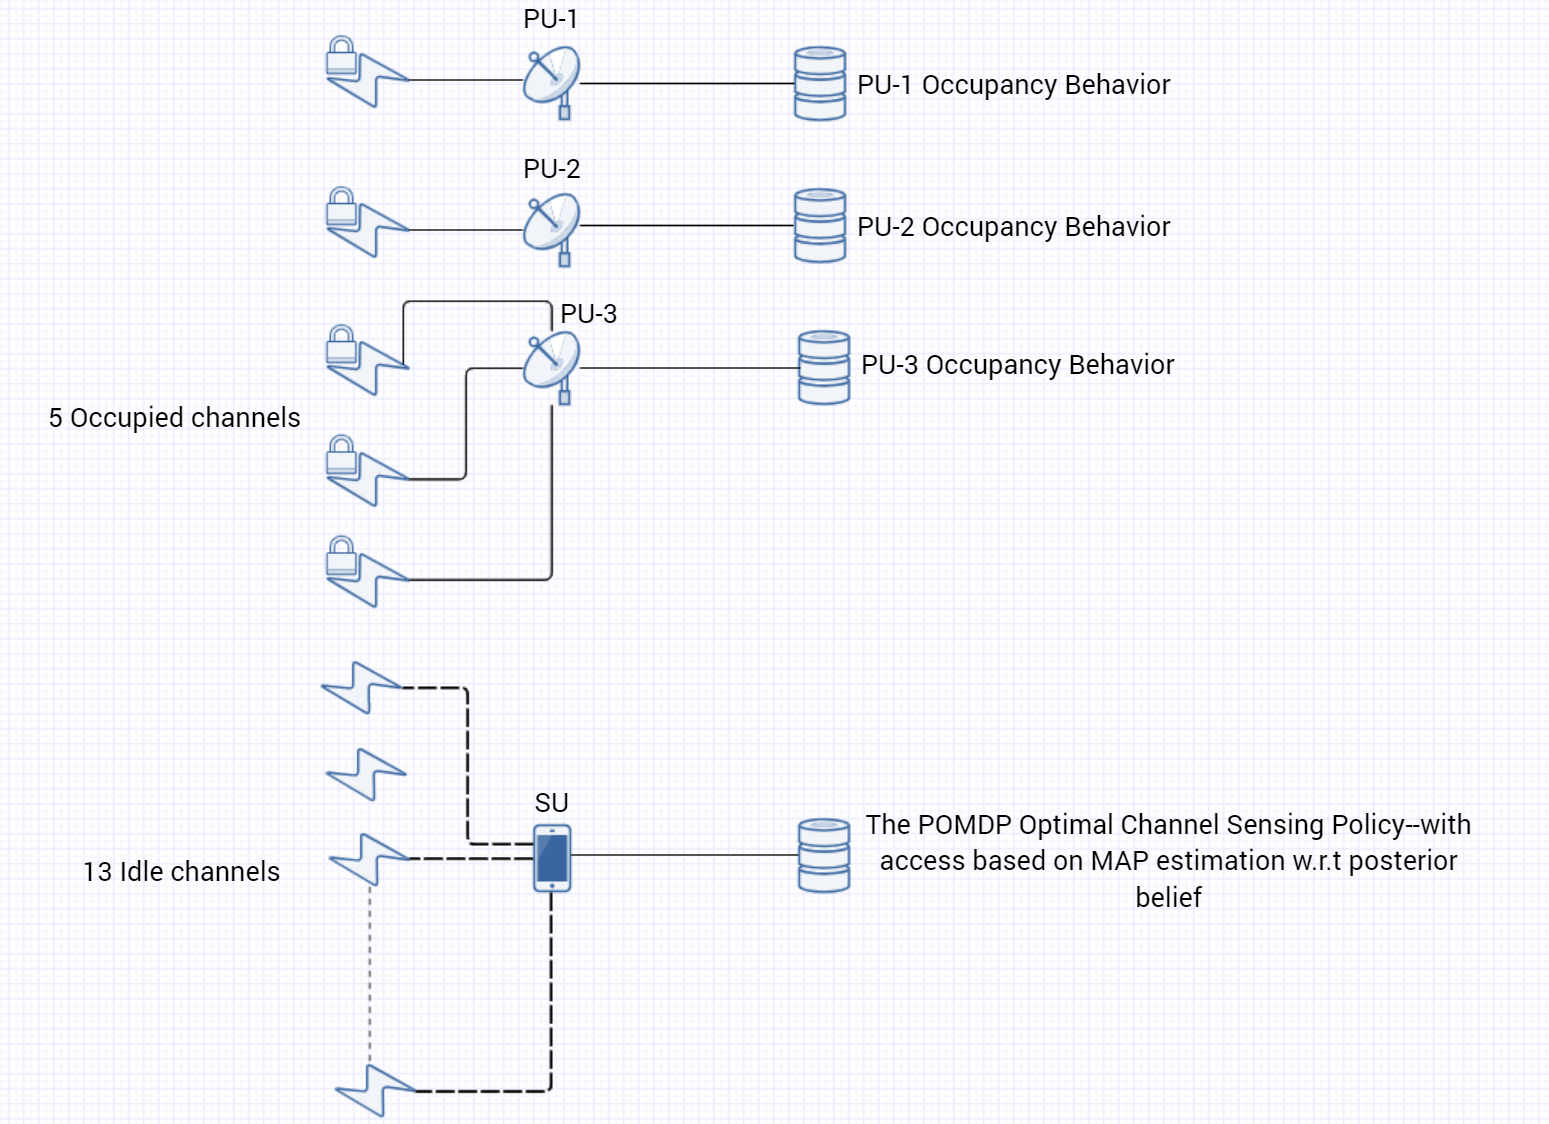 PU-1
PU-1 Occupancy Behavior
PU-2
PU-2 Occupancy Behavior
PU-3
PU-3 Occupancy Behavior
5 Occupied channels
SU
13 Idle channels
The POMDP Optimal Channel Sensing Policy--with
access based on MAP estimation w.r.t posterior
belief